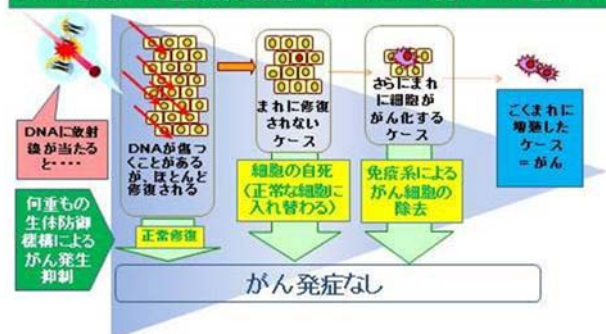 DNAに放射
線が当たる
と・・・・
DNAが傷つ
くことがある
が、ほとんど
修復される
まれに修復
されない
ケース
さらにまれ
に細胞が
がん化する
ケース
ごくまれに
増殖した
ケース
=がん
何重もの
生体防御
機構による
がん発生
抑制
正常修復
細胞の自死
(正常な細胞に
入れ替わる)
免疫系による
がん細胞の
除去
がん発症なし